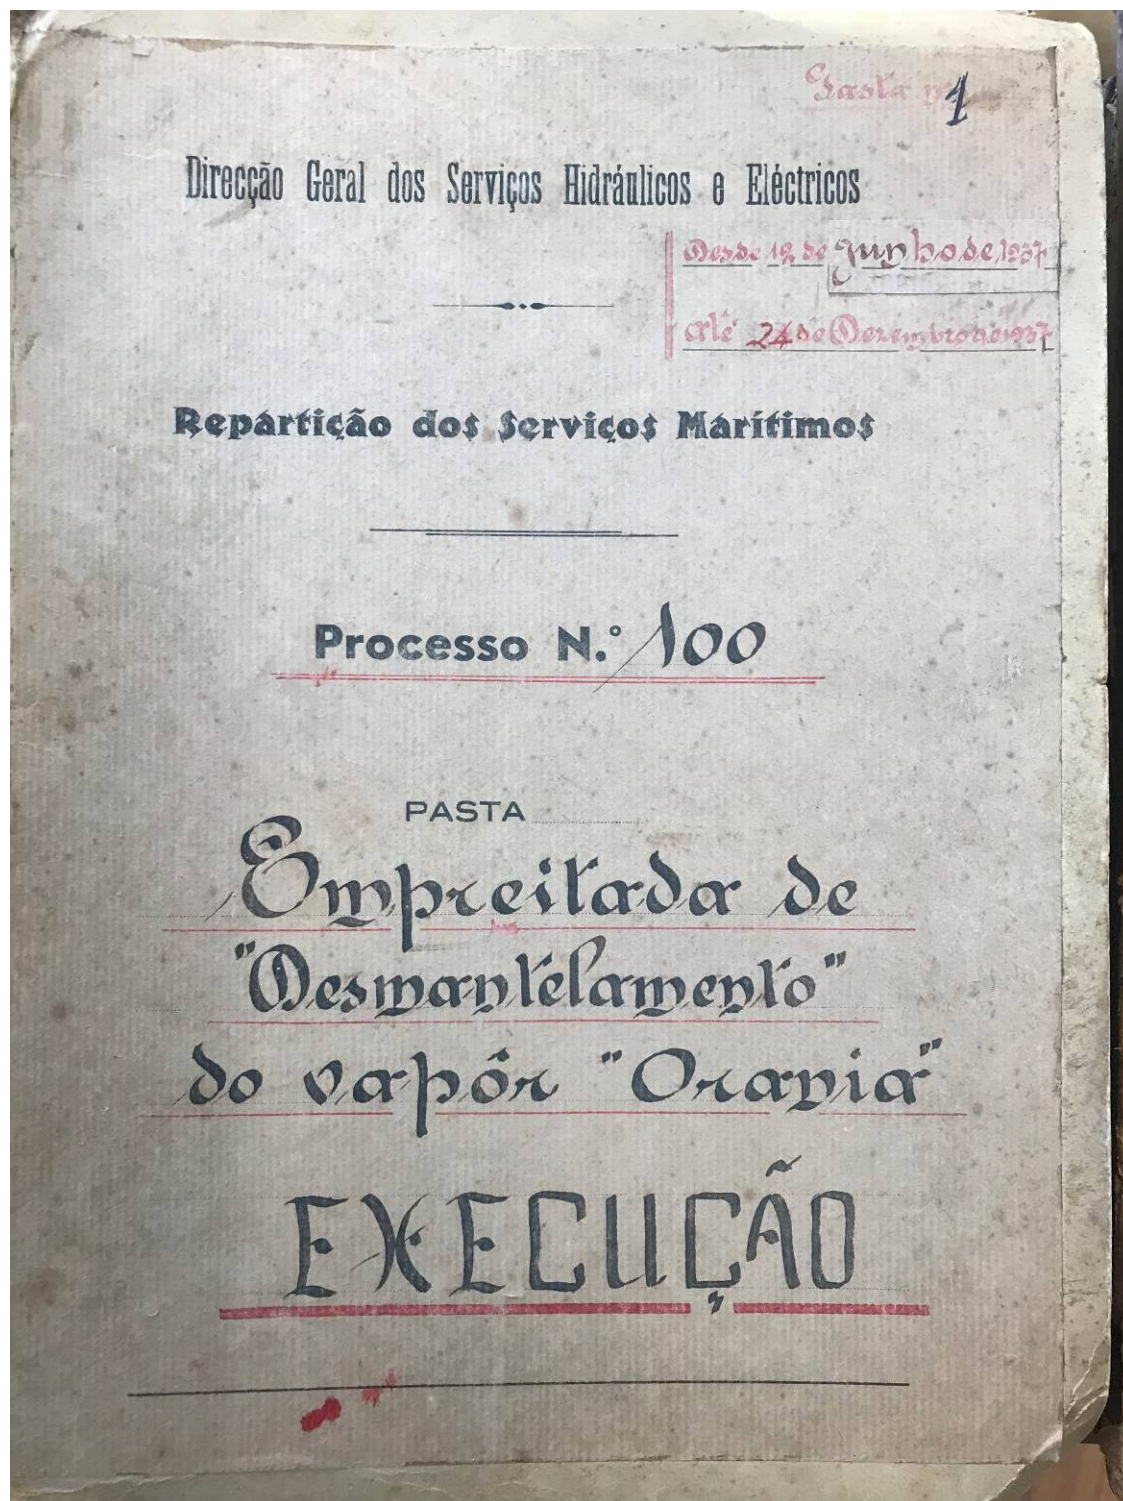 Pasta nº 1
Direcção Geral dos Serviços Hidráulicos e Eléctricos
Desde 12 de Junho de 1937
Até 24 de Dezembro de 1937
Repartição dos Serviços Marítimos
Processo N.º 100
PASTA
Empreitada de
"Desmantelamento"
do vapôr "Orania"
EXECUÇÃO